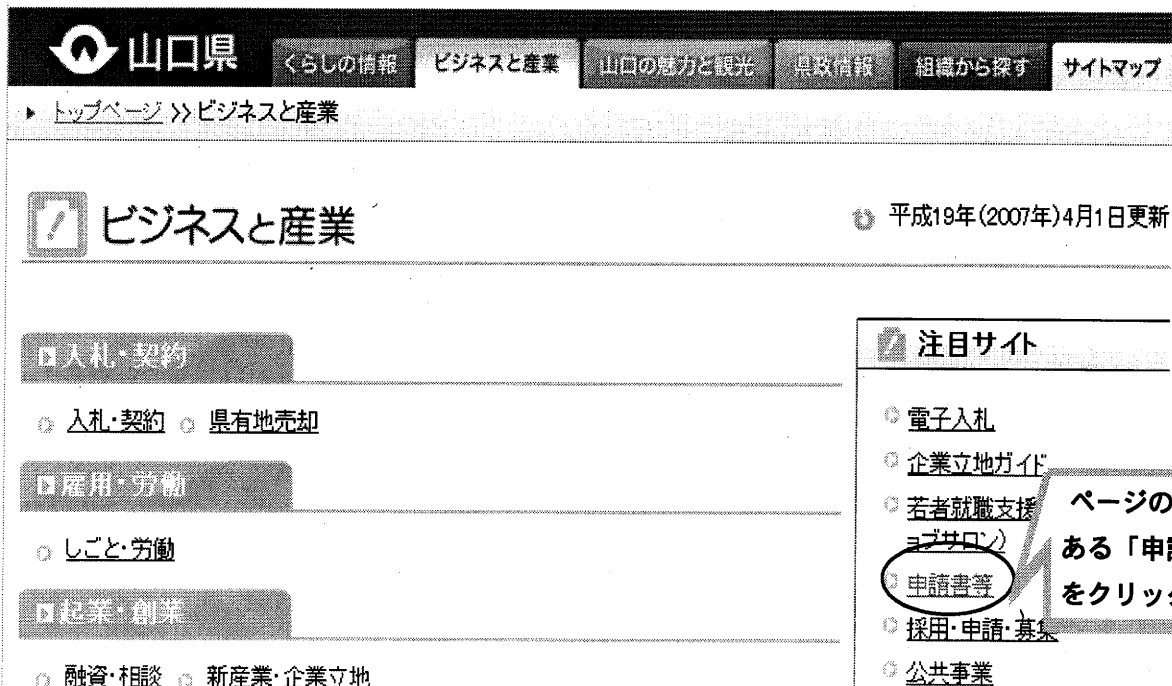 山口県 くらしの情報 ビジネスと産業 山口の魅力と観光 県政情報 組織から探す サイトマップ
トップページ >> ビジネスと産業
ビジネスと産業
平成19年(2007年)4月1日更新
入札・契約
入札・契約 県有地売却
雇用・労働
しごと・労働
起業・創業
融資・相談 新産業・企業立地
注目サイト
電子入札
企業立地ガイド
若者就職支援
ョブサロン)
申請書等
採用・申請・募集
公共事業
ページの
ある「申請
をクリック